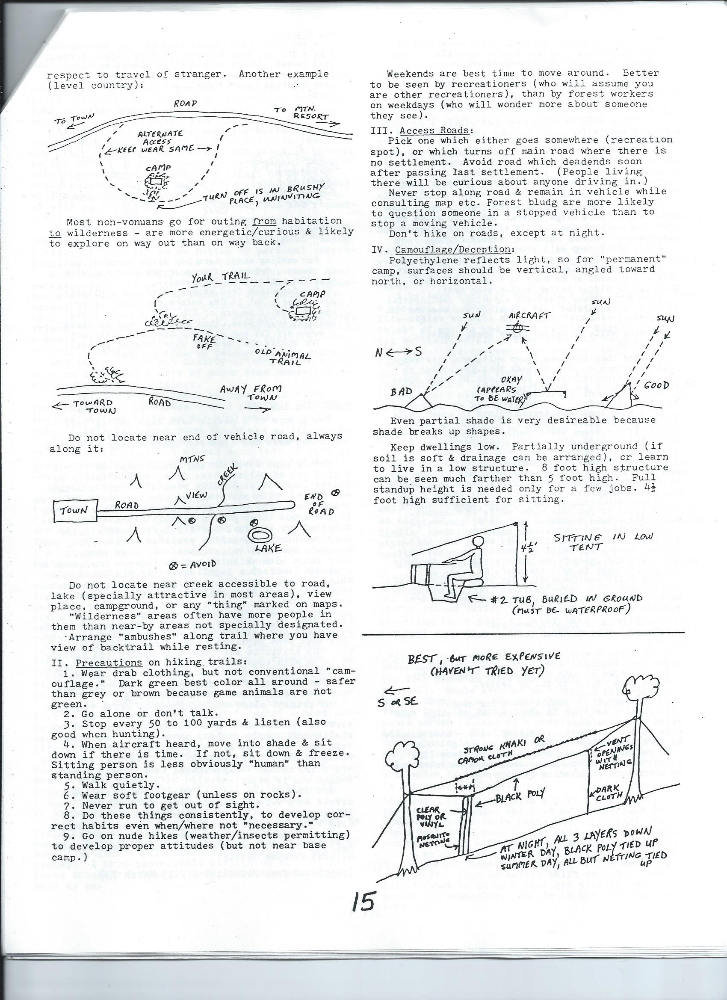 respect to travel of stranger.  Another example
(level country):
ROAD
TO TOWN
TO MTN.
RESORT
ALTERNATE
ACCESS
KEEP WEAR SAME
CAMP
TURN OFF IS IN BRUSHY
PLACE, UNINVITING
Most non-vonuans go for outing from habitation
to wilderness - are more energetic/curious & likely
to explore on way out than on way back.
YOUR TRAIL
CAMP
FAKE
OFF
OLD ANIMAL
TRAIL
AWAY FROM
TOWN
TOWARD
TOWN
ROAD
Do not locate near end of vehicle road, always
along it:
MTNS
CREEK
VIEW
TOWN
ROAD
END
OF
ROAD
LAKE
⊗ = AVOID
Do not locate near creek accessible to road,
lake (specially attractive in most areas), view
place, campground, or any "thing" marked on maps.
"Wilderness" areas often have more people in
them than near-by areas not specially designated.
Arrange "ambushes" along trail where you have
view of backtrail while resting.
II. Precautions on hiking trails:
1. Wear drab clothing, but not conventional "cam-
ouflage."  Dark green best color all around - safer
than grey or brown because game animals are not
green.
2. Go alone or don't talk.
3. Stop every 50 to 100 yards & listen (also
good when hunting).
4. When aircraft heard, move into shade & sit
down if there is time.  If not, sit down & freeze.
Sitting person is less obviously "human" than
standing person.
5. Walk quietly.
6. Wear soft footgear (unless on rocks).
7. Never run to get out of sight.
8. Do these things consistently, to develop cor-
rect habits even when/where not "necessary."
9. Go on nude hikes (weather/insects permitting)
to develop proper attitudes (but not near base
camp.)
Weekends are best time to move around.  Better
to be seen by recreationers (who will assume you
are other recreationers), than by forest workers
on weekdays (who will wonder more about someone
they see).
III. Access Roads:
Pick one which either goes somewhere (recreation
spot), or which turns off main road where there is
no settlement.  Avoid road which deadends soon
after passing last settlement.  (People living
there will be curious about anyone driving in.)
Never stop along road & remain in vehicle while
consulting map etc. Forest bludg are more likely
to question someone in a stopped vehicle than to
stop a moving vehicle.
Don't hike on roads, except at night.
IV. Camouflage/Deception:
Polyethylene reflects light, so for "permanent"
camp, surfaces should be vertical, angled toward
north, or horizontal.
SUN
SUN
AIRCRAFT
SUN
N ↔ S
BAD
OKAY
(APPEARS
TO BE WATER)
GOOD
Even partial shade is very desireable because
shade breaks up shapes.
Keep dwellings low.  Partially underground (if
soil is soft & drainage can be arranged), or learn
to live in a low structure.  8 foot high structure
can be seen much farther than 5 foot high.  Full
standup height is needed only for a few jobs. 4½
foot high sufficient for sitting.
4½'
SITTING IN LOW
TENT
#2 TUB, BURIED IN GROUND
(MUST BE WATERPROOF)
BEST, BUT MORE EXPENSIVE
(HAVEN'T TRIED YET)
S OR SE
STRONG KHAKI OR
CAMOU CLOTH
VENT
OPENINGS
WITH
NETTING
BLACK POLY
DARK
CLOTH
CLEAR
POLY OR
VINYL
MOSQUITO
NETTING
AT NIGHT, ALL 3 LAYERS DOWN
WINTER DAY, BLACK POLY TIED UP
SUMMER DAY, ALL BUT NETTING TIED
UP
15